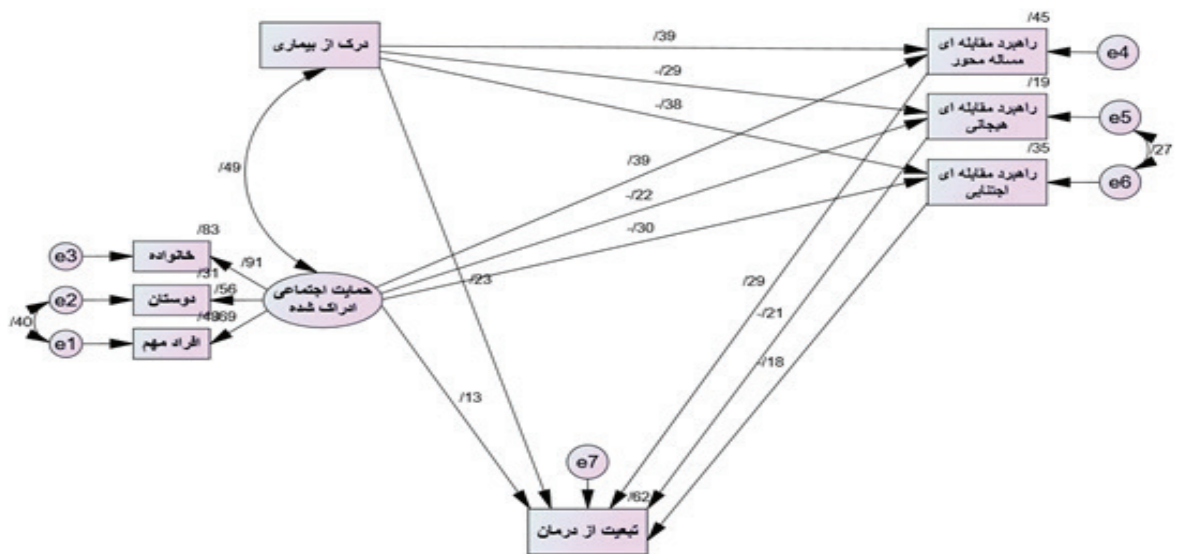 /45
درک از بیماری
/39
راهبرد مقابله ای
مساله محور
e4
-/29
/19
-/38
راهبرد مقابله ای
هیجانی
e5
/49
/39
/35
/27
-/22
راهبرد مقابله ای
اجتنابی
e6
-/30
/83
e3
خانواده
/91
/31
/56
حمایت اجتماعی
ادراک شده
/23
/29
e2
دوستان
/40
/69
-/21
e1
افراد مهم
-/18
/13
e7
/62
تبعیت از درمان